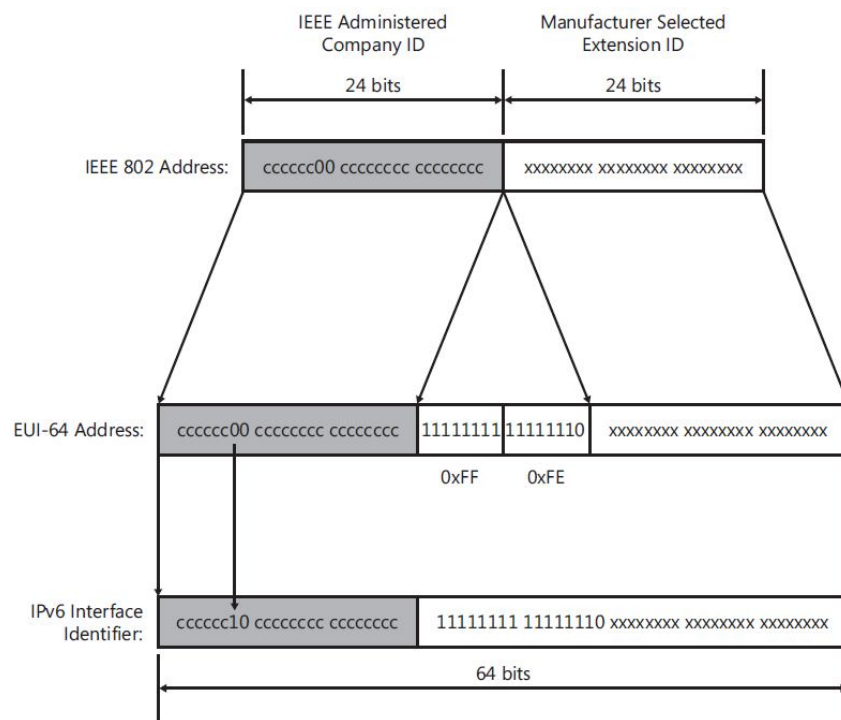 IEEE Administered
Company ID
Manufacturer Selected
Extension ID
24 bits
24 bits
IEEE 802 Address:
cccccc00 cccccccc cccccccc
xxxxxxxx xxxxxxxx xxxxxxxx
EUI-64 Address:
cccccc00 cccccccc cccccccc
11111111
11111110
xxxxxxxx xxxxxxxx xxxxxxxx
0xFF
0xFE
IPv6 Interface
Identifier:
cccccc10 cccccccc cccccccc
11111111 11111110 xxxxxxxx xxxxxxxx xxxxxxxx
64 bits